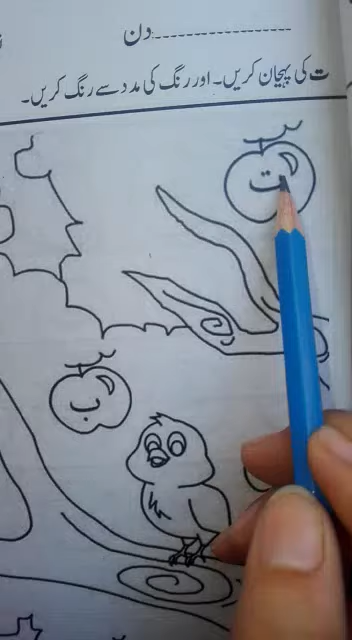 دن:
ت کی پہچان کریں۔ اور رنگ کی مدد سے رنگ کریں۔
ت
ب